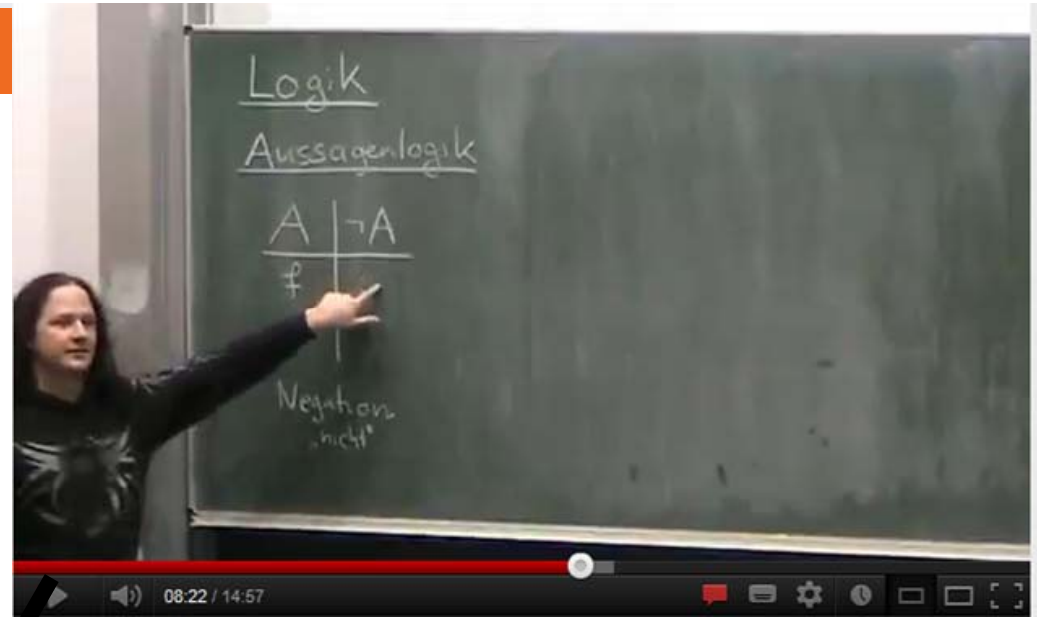 Logik
Aussagenlogik
A ¬A
f
Negation
„nicht"
08:22 / 14:57